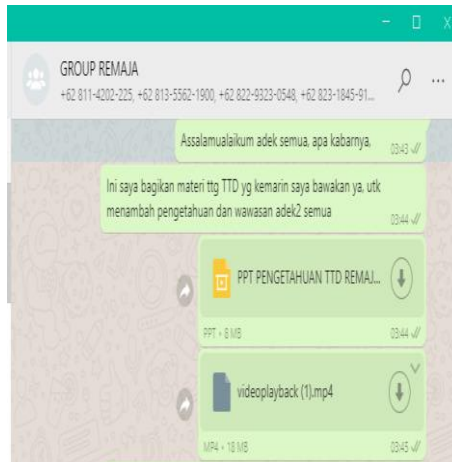 GROUP REMAJA
+62 811-4202-225, +62 813-5562-1900, +62 822-9323-0548, +62 823-1845-91...
Assalamualaikum adek semua, apa kabarnya,
03:43
Ini saya bagikan materi ttg TTD yg kemarin saya bawakan ya, utk
menambah pengetahuan dan wawasan adek2 semua
03:44
PPT PENGETAHUAN TTD REMAJ...
PPT • 8 MB 03:44
videoplayback (1).mp4
MP4 • 18 MB 03:45